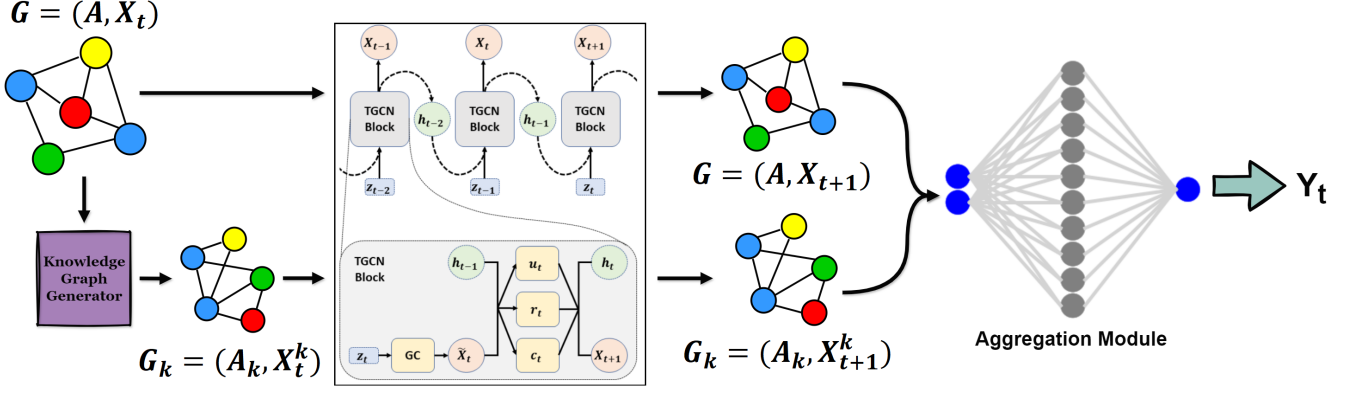 G = (A, X_t)
Knowledge
Graph
Generator
G_k = (A_k, X_t^k)
X_{t-1} X_t X_{t+1}
TGCN
Block
h_{t-2}
TGCN
Block
h_{t-1}
TGCN
Block
z_{t-2} z_{t-1} z_t
TGCN
Block
h_{t-1} u_t h_t
r_t
z_t GC X̃_t c_t X_{t+1}
G = (A, X_{t+1})
G_k = (A_k, X_{t+1}^k)
Aggregation Module
Y_t